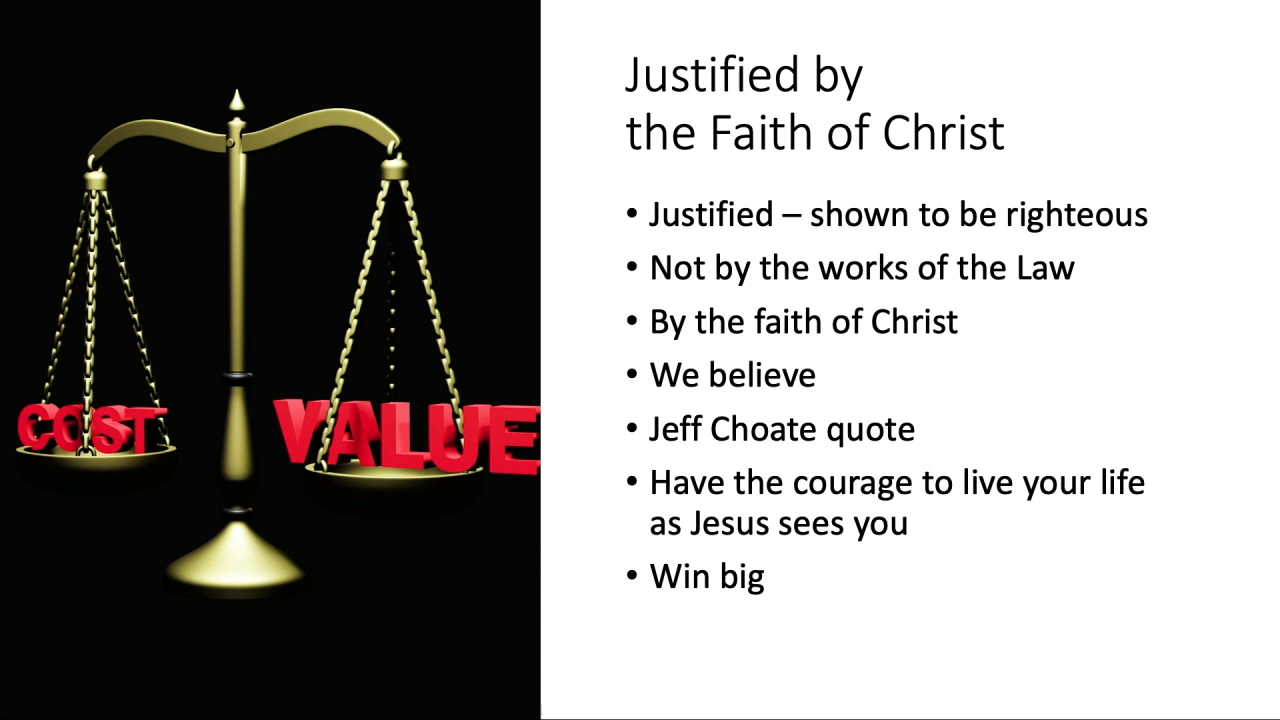 COST
VALUE
Justified by
the Faith of Christ
• Justified – shown to be righteous
• Not by the works of the Law
• By the faith of Christ
• We believe
• Jeff Choate quote
• Have the courage to live your life
as Jesus sees you
• Win big